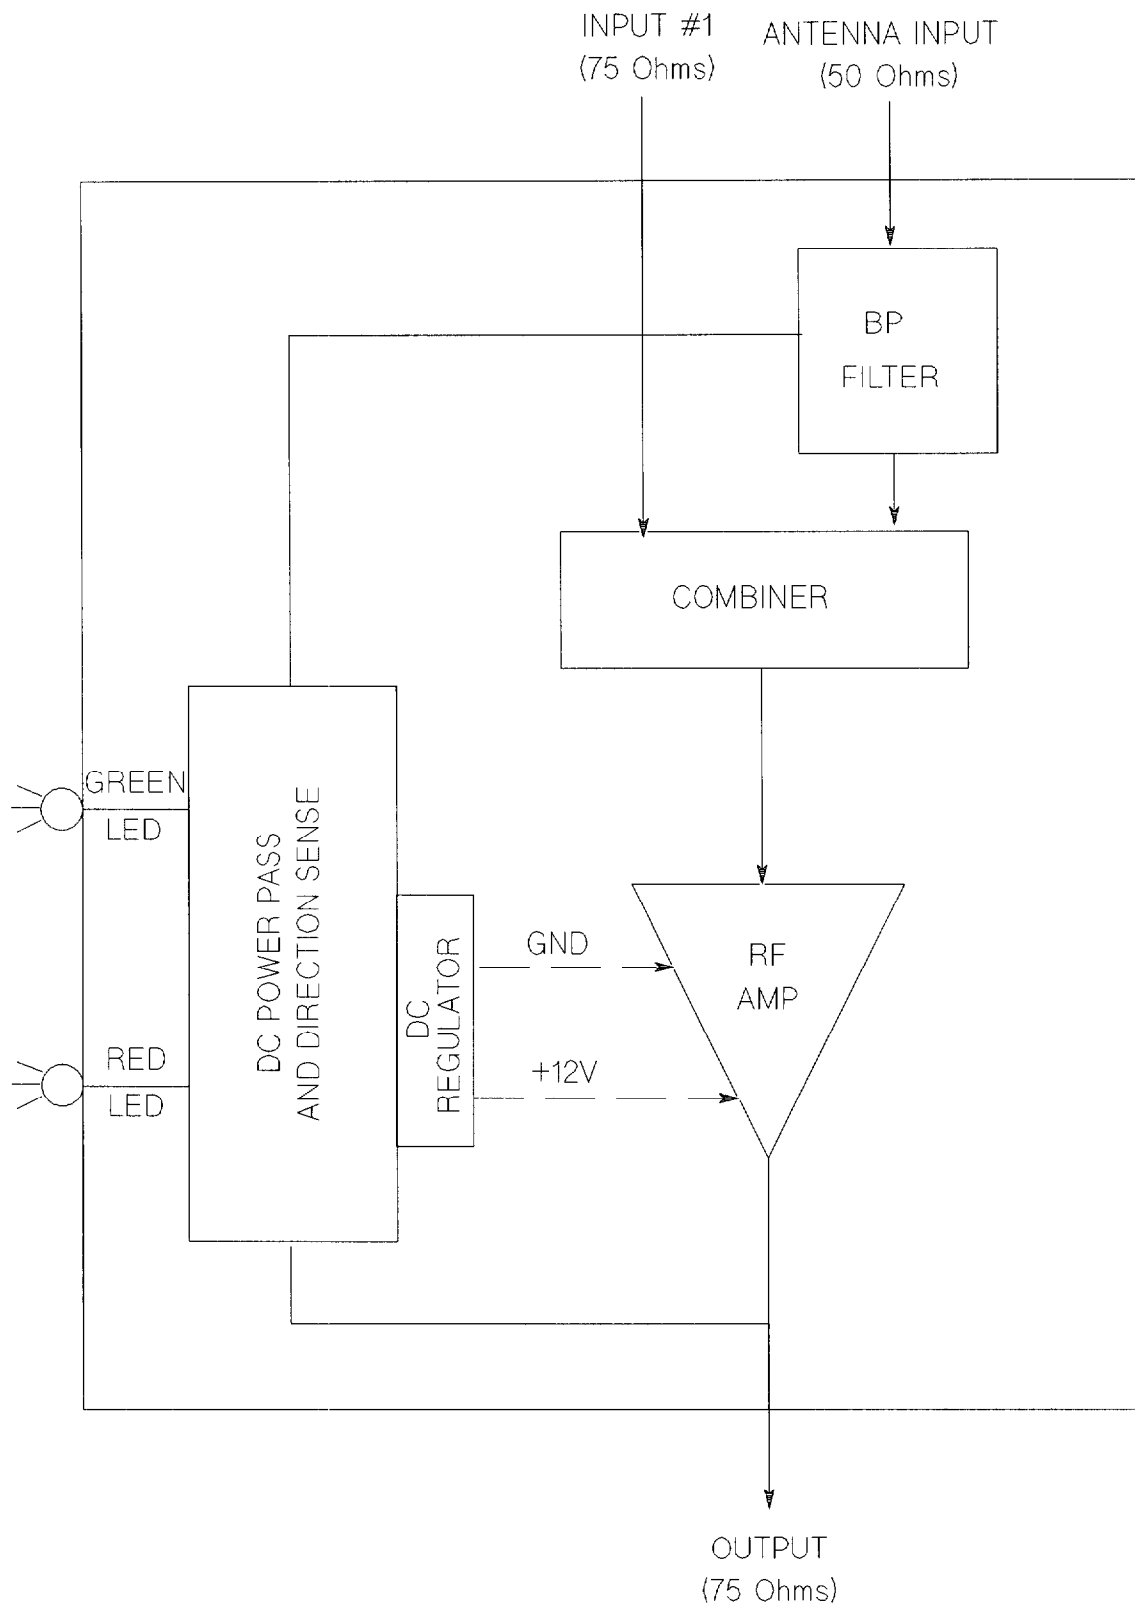 INPUT #1
(75 Ohms)
ANTENNA INPUT
(50 Ohms)
BP
FILTER
COMBINER
GREEN
LED
DC POWER PASS
AND DIRECTION SENSE
DC
REGULATOR
GND
RF
AMP
RED
LED
+12V
OUTPUT
(75 Ohms)